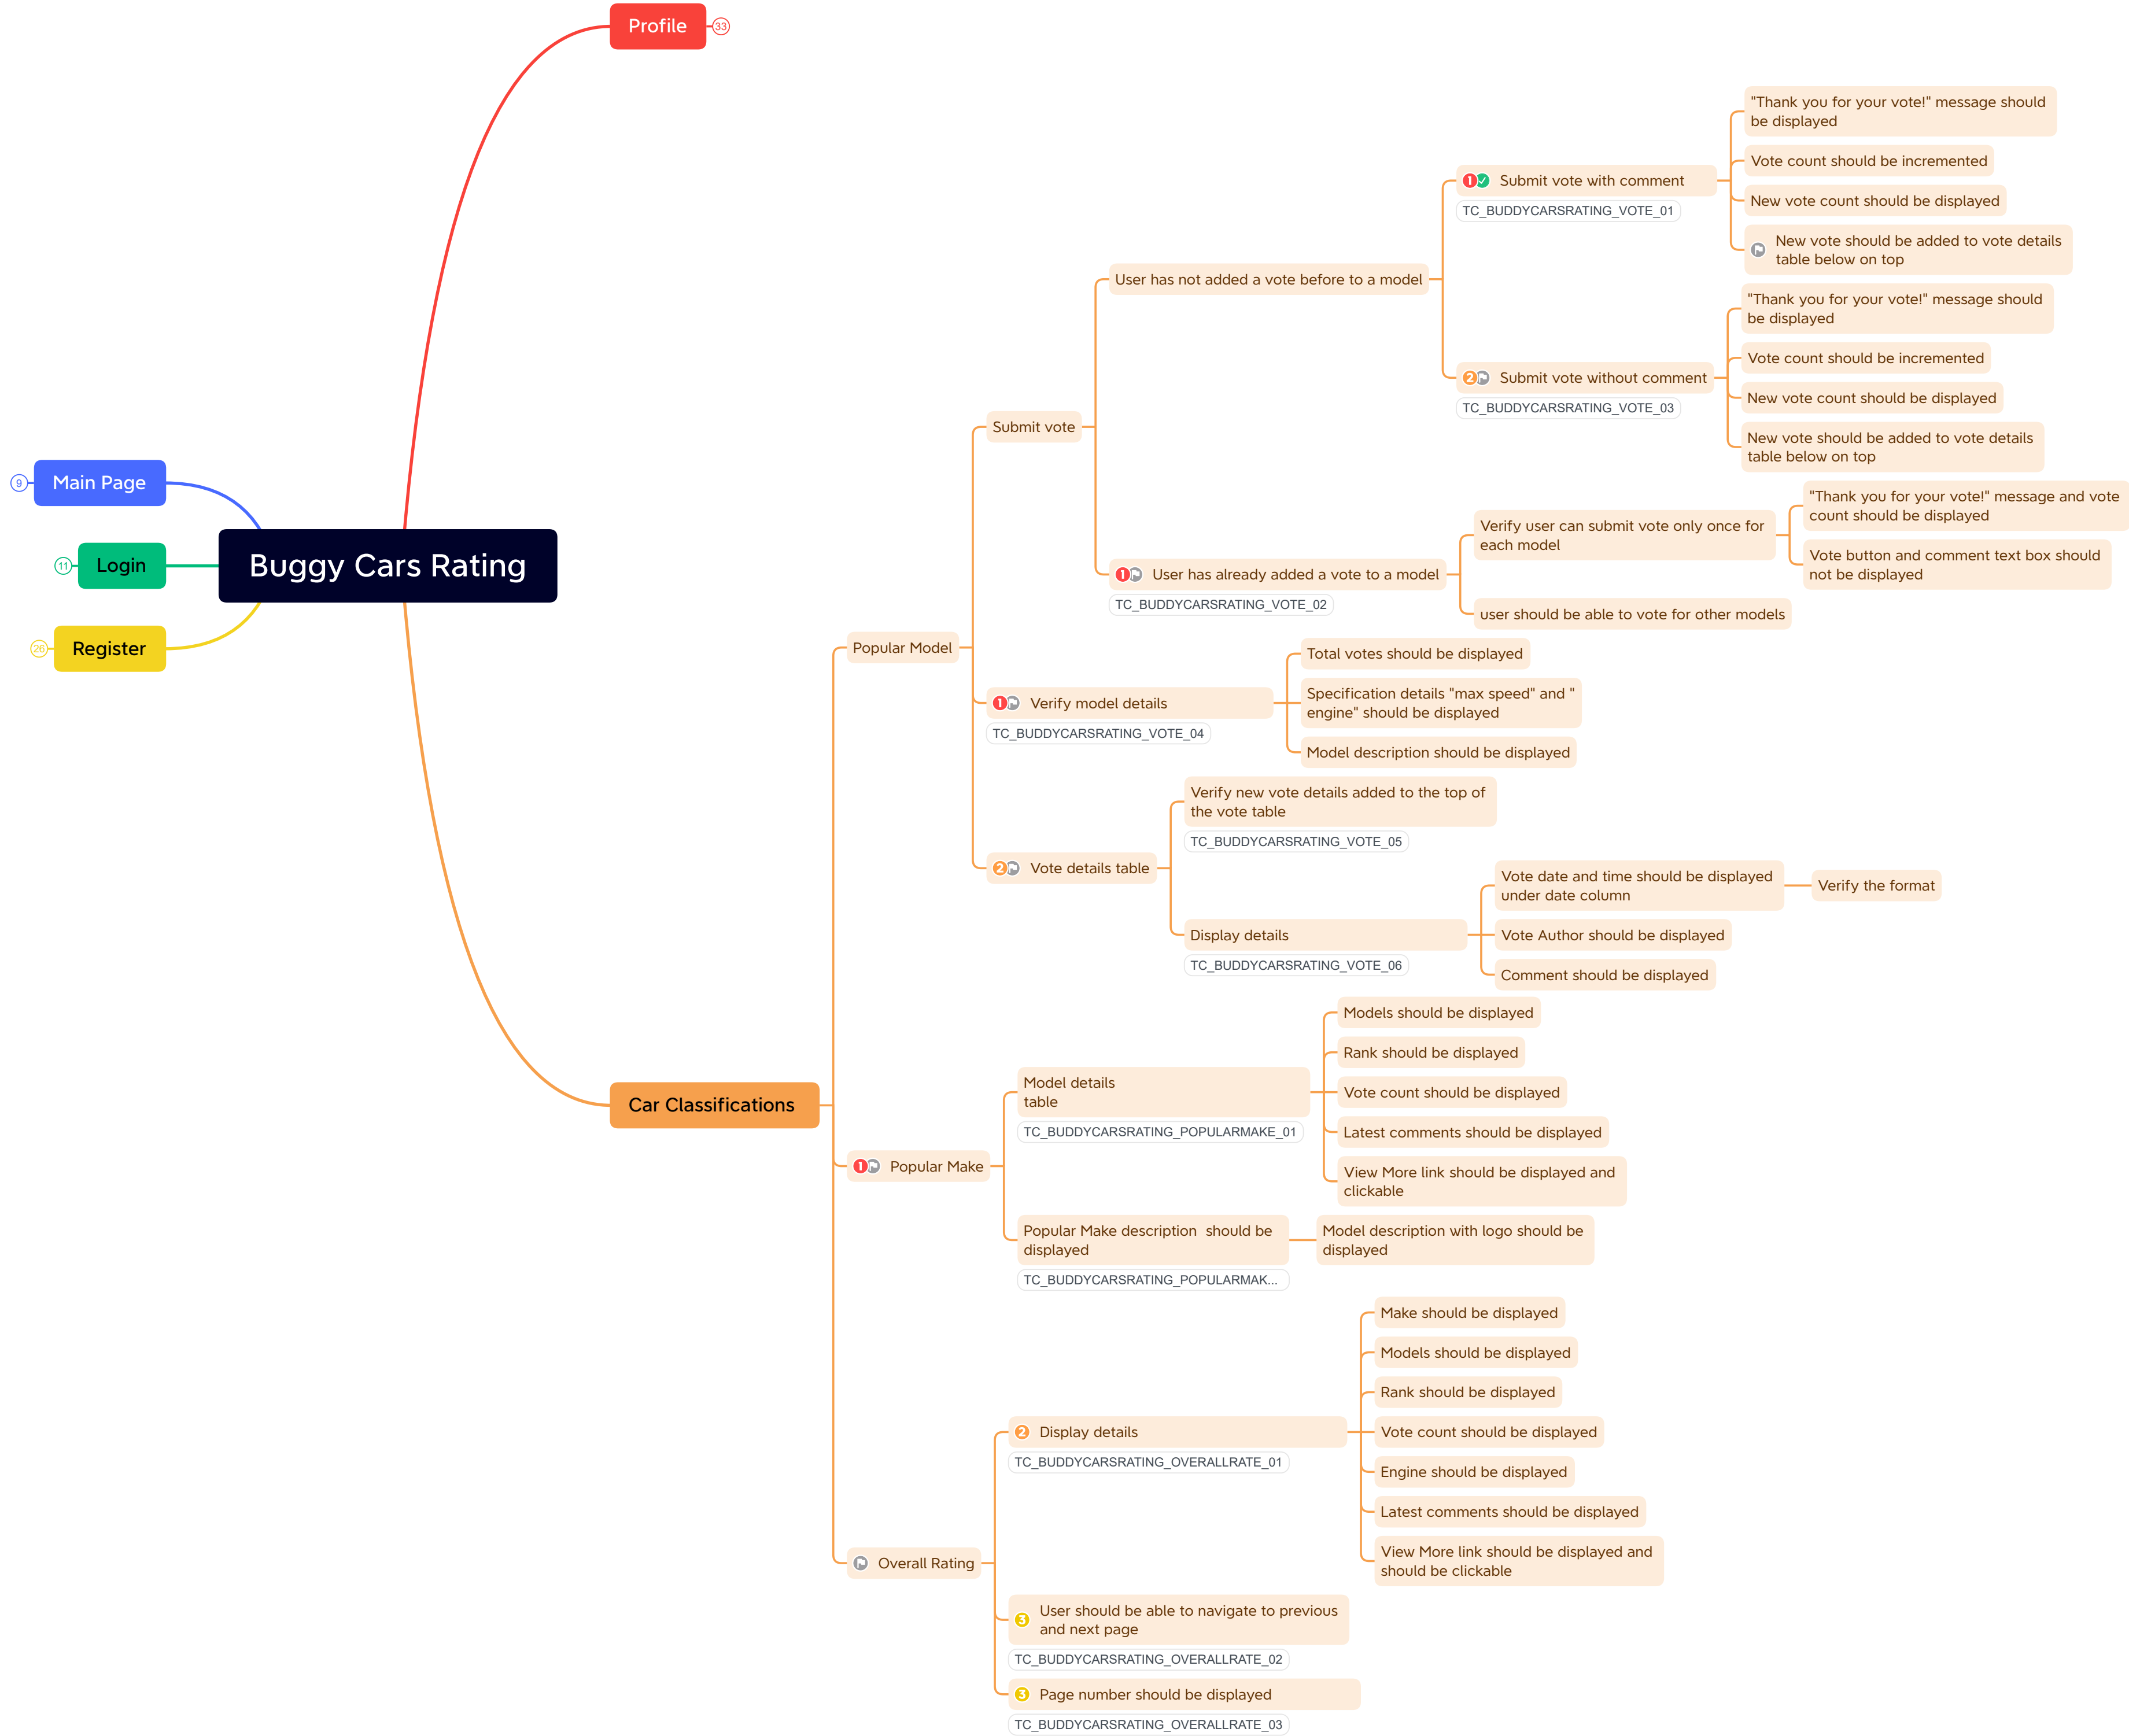 Profile
33
Main Page
9
Login
11
Register
26
Buggy Cars Rating
Car Classifications
Popular Model
Submit vote
User has not added a vote before to a model
1
Submit vote with comment
TC_BUDDYCARSRATING_VOTE_01
"Thank you for your vote!" message should
be displayed
Vote count should be incremented
New vote count should be displayed
New vote should be added to vote details
table below on top
2
Submit vote without comment
TC_BUDDYCARSRATING_VOTE_03
"Thank you for your vote!" message should
be displayed
Vote count should be incremented
New vote count should be displayed
New vote should be added to vote details
table below on top
1
User has already added a vote to a model
TC_BUDDYCARSRATING_VOTE_02
Verify user can submit vote only once for
each model
"Thank you for your vote!" message and vote
count should be displayed
Vote button and comment text box should
not be displayed
user should be able to vote for other models
1
Verify model details
TC_BUDDYCARSRATING_VOTE_04
Total votes should be displayed
Specification details "max speed" and "
engine" should be displayed
Model description should be displayed
2
Vote details table
Verify new vote details added to the top of
the vote table
TC_BUDDYCARSRATING_VOTE_05
Display details
TC_BUDDYCARSRATING_VOTE_06
Vote date and time should be displayed
under date column
Verify the format
Vote Author should be displayed
Comment should be displayed
1
Popular Make
Model details
table
TC_BUDDYCARSRATING_POPULARMAKE_01
Models should be displayed
Rank should be displayed
Vote count should be displayed
Latest comments should be displayed
View More link should be displayed and
clickable
Popular Make description  should be
displayed
TC_BUDDYCARSRATING_POPULARMAK...
Model description with logo should be
displayed
Overall Rating
2
Display details
TC_BUDDYCARSRATING_OVERALLRATE_01
Make should be displayed
Models should be displayed
Rank should be displayed
Vote count should be displayed
Engine should be displayed
Latest comments should be displayed
View More link should be displayed and
should be clickable
3
User should be able to navigate to previous
and next page
TC_BUDDYCARSRATING_OVERALLRATE_02
3
Page number should be displayed
TC_BUDDYCARSRATING_OVERALLRATE_03